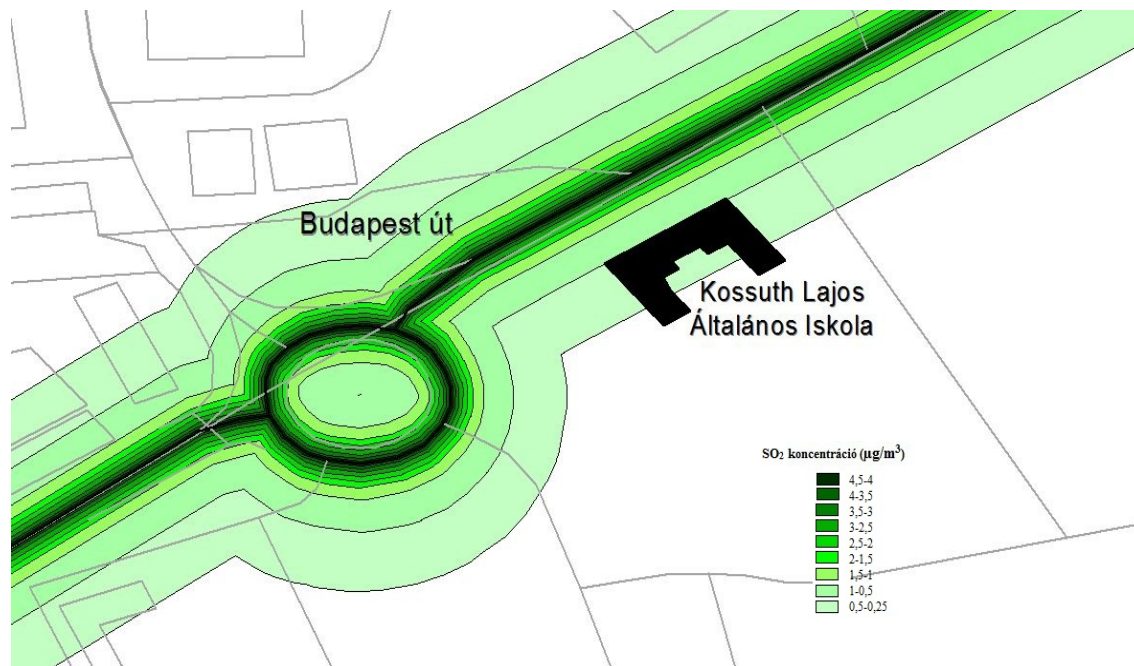 Budapest út
Kossuth Lajos
Általános Iskola
SO₂ koncentráció (µg/m³)
4,5-4
4-3,5
3,5-3
3-2,5
2,5-2
2-1,5
1,5-1
1-0,5
0,5-0,25